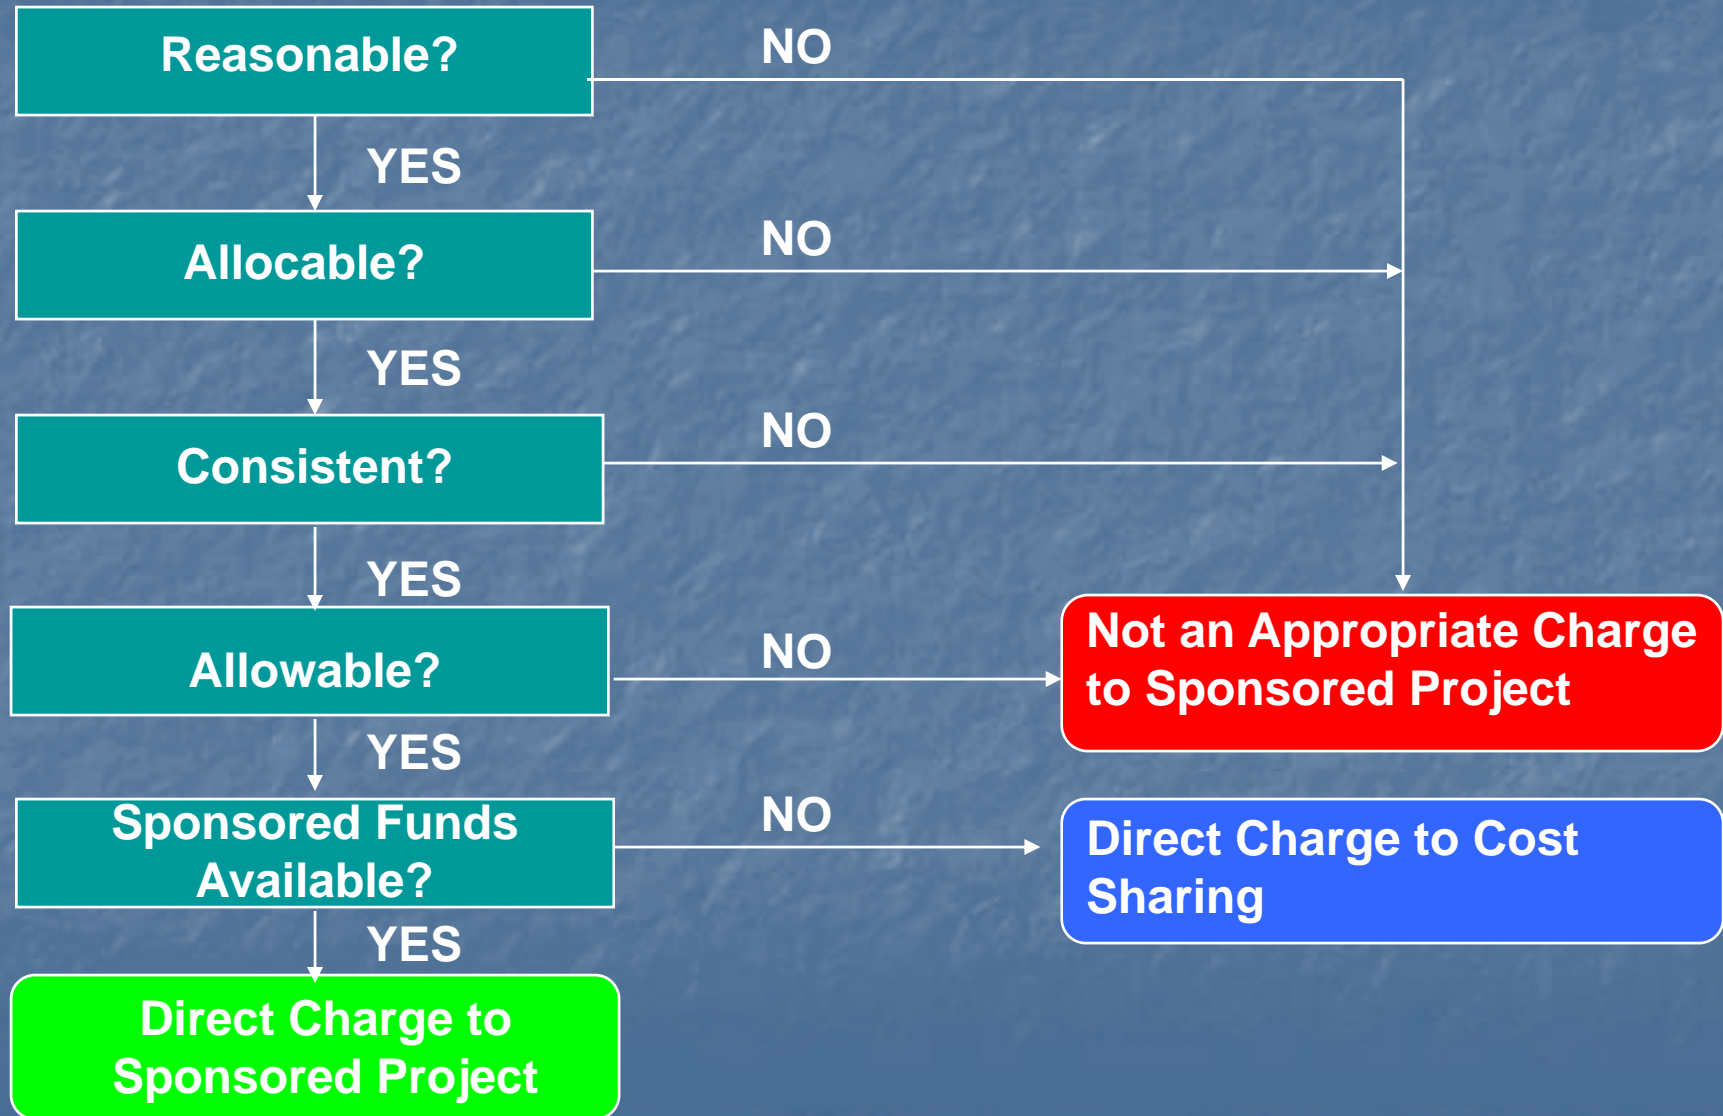 Reasonable?
NO
YES
Allocable?
NO
YES
Consistent?
NO
YES
Allowable?
NO
Not an Appropriate Charge
to Sponsored Project
YES
Sponsored Funds
Available?
NO
Direct Charge to Cost
Sharing
YES
Direct Charge to
Sponsored Project